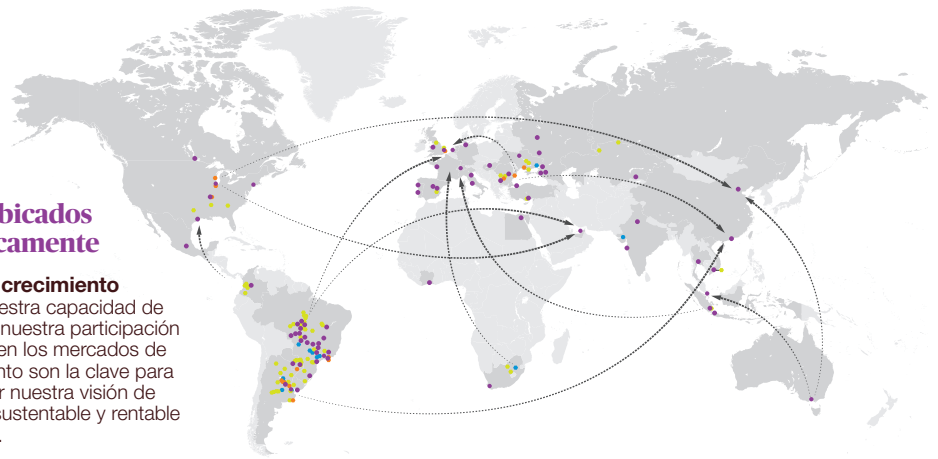 bicados
camente
crecimiento
estra capacidad de
nuestra participación
en los mercados de
nto son la clave para
r nuestra visión de
sustentable y rentable
.